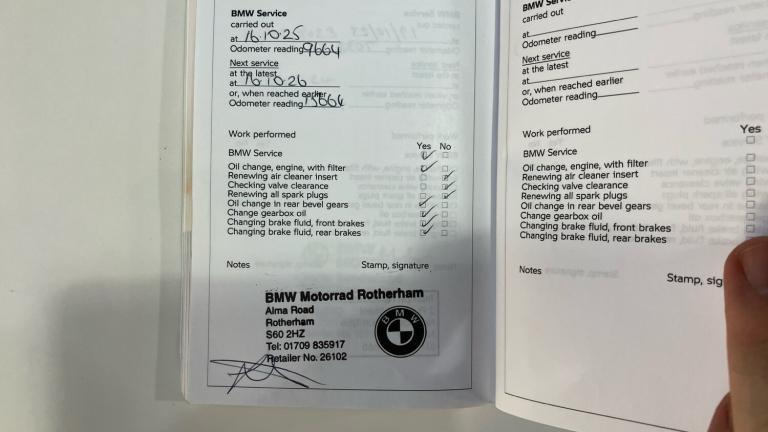 BMW Service
carried out
at 16.10.25
Odometer reading 9664
Next service
at the latest
at 16.10.26
or, when reached earlier
Odometer reading 15664
Work performed
Yes No
BMW Service
Oil change, engine, with filter
Renewing air cleaner insert
Checking valve clearance
Renewing all spark plugs
Oil change in rear bevel gears
Change gearbox oil
Changing brake fluid, front brakes
Changing brake fluid, rear brakes
Notes Stamp, signature
BMW Motorrad Rotherham
Alma Road
Rotherham
S60 2HZ
Tel: 01709 835917
Retailer No. 26102
BMW
BMW Service
carried out
at
Odometer reading
Next service
at the latest
at
or, when reached earlier
Odometer reading
Work performed
Yes
BMW Service
Oil change, engine, with filter
Renewing air cleaner insert
Checking valve clearance
Renewing all spark plugs
Oil change in rear bevel gears
Change gearbox oil
Changing brake fluid, front brakes
Changing brake fluid, rear brakes
Notes Stamp, sig